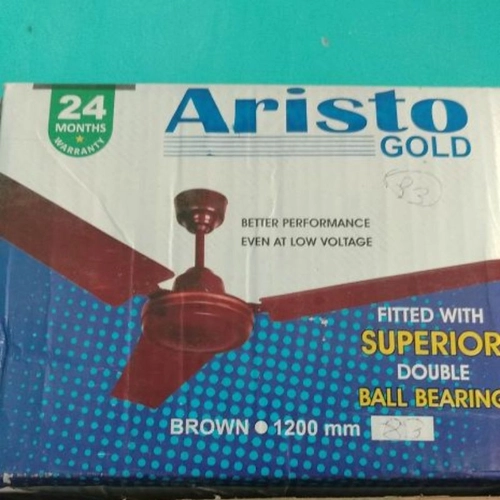 24
MONTHS
WARRANTY
Aristo
GOLD
83
BETTER PERFORMANCE
EVEN AT LOW VOLTAGE
FITTED WITH
SUPERIOR
DOUBLE
BALL BEARING
BROWN ● 1200 mm